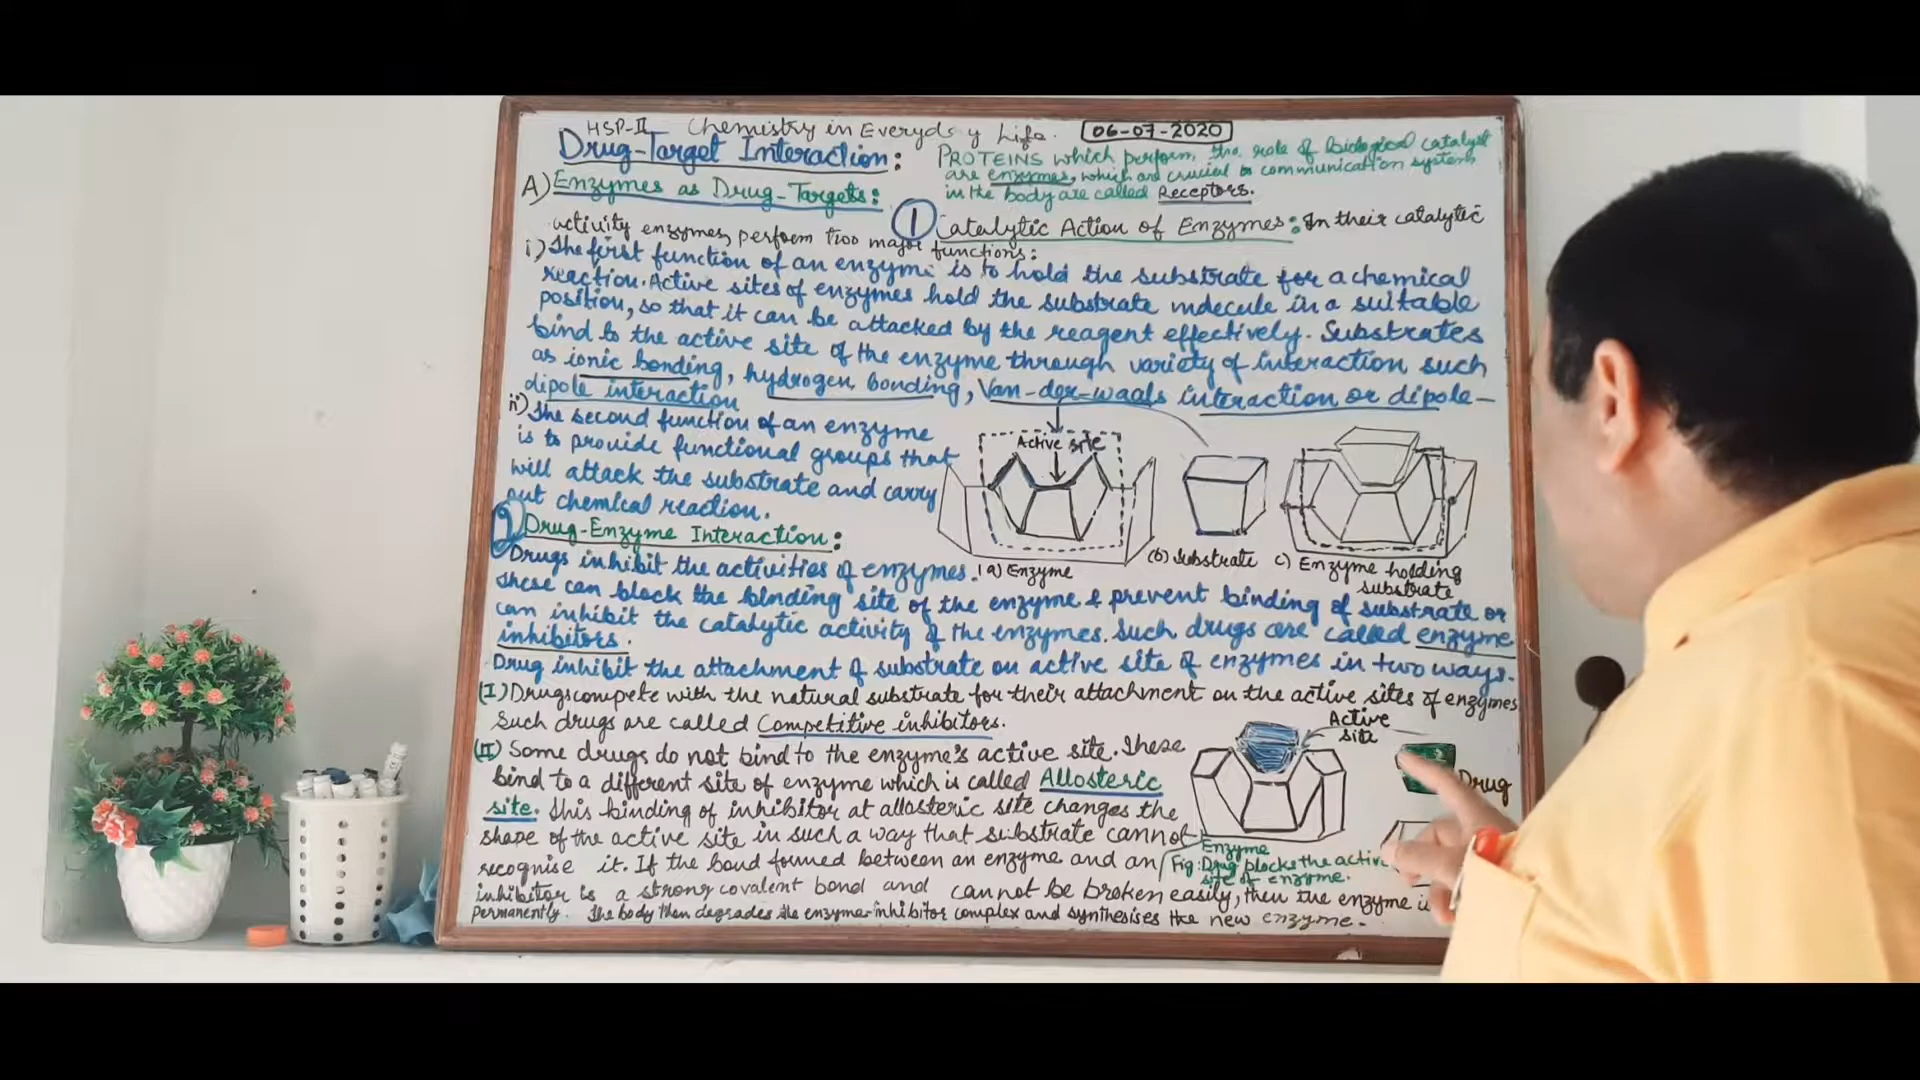 HSP-II Chemistry in Everyday Life. 06-07-2020
Drug-Target Interaction:
PROTEINS which perform the role of biological catalyst
are enzymes, which are crucial to communication system
in the body are called Receptors.
A) Enzymes as Drug-Targets:
1 Catalytic Action of Enzymes: In their catalytic
activity enzymes perform two major functions:
i) The first function of an enzyme is to hold the substrate for a chemical
reaction. Active sites of enzymes hold the substrate molecule in a suitable
position, so that it can be attacked by the reagent effectively. Substrates
bind to the active site of the enzyme through variety of interaction such
as ionic bonding, hydrogen bonding, Van-der-waals interaction or dipole-
dipole interaction
ii) The second function of an enzyme
is to provide functional groups that
will attack the substrate and carry
out chemical reaction.
Active site
(a) Enzyme
(b) Substrate
c) Enzyme holding
substrate
2 Drug-Enzyme Interaction:
Drugs inhibit the activities of enzymes.
These can block the binding site of the enzyme & prevent binding of substrate or
can inhibit the catalytic activity of the enzymes. Such drugs are called enzyme
inhibitors.
Drug inhibit the attachment of substrate on active site of enzymes in two ways.
(I) Drugs compete with the natural substrate for their attachment on the active sites of enzymes
Such drugs are called Competitive inhibitors.
(II) Some drugs do not bind to the enzyme's active site. These
bind to a different site of enzyme which is called Allosteric
site. This binding of inhibitor at allosteric site changes the
shape of the active site in such a way that substrate cannot
recognise it. If the bond formed between an enzyme and an
inhibitor is a strong covalent bond and cannot be broken easily, then the enzyme is
permanently. The body then degrades the enzyme-inhibitor complex and synthesises the new enzyme.
Active
site
Drug
Enzyme
Fig: Drug blocks the active
site of enzyme.